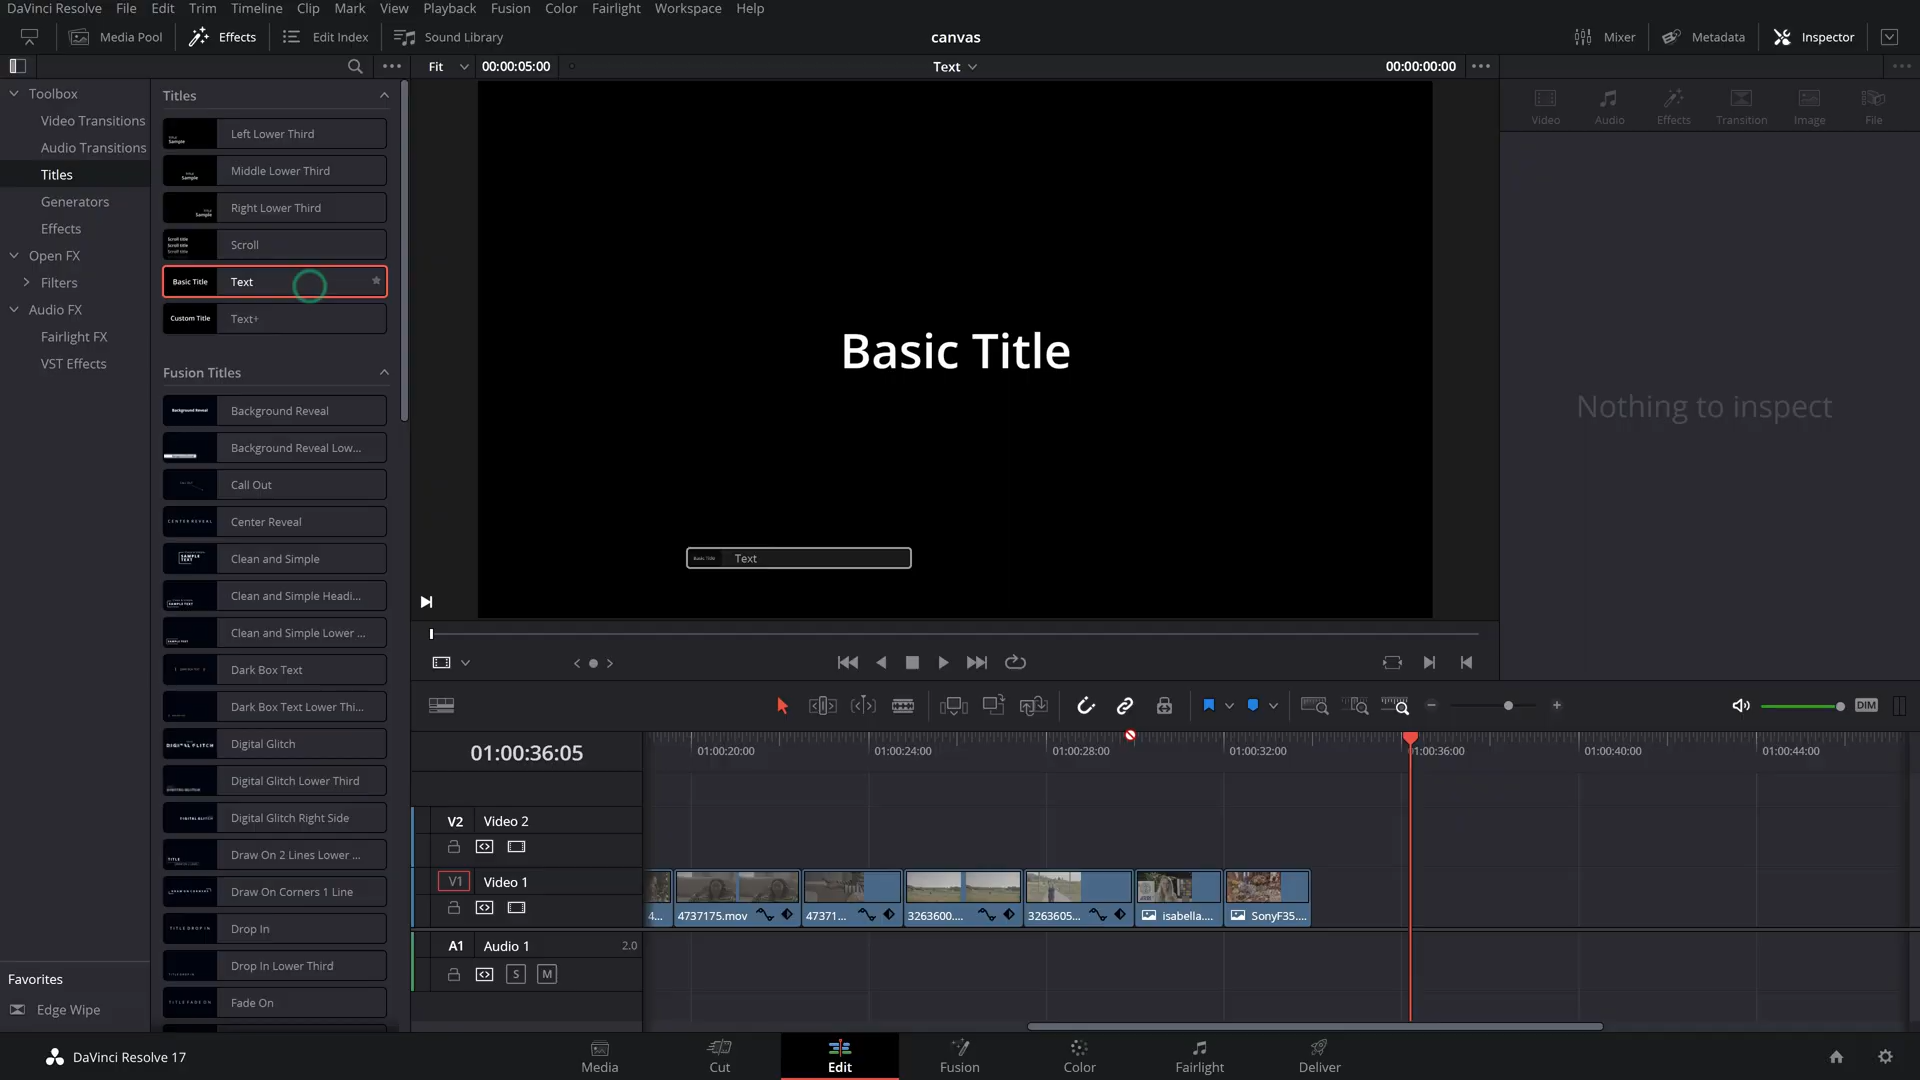 DaVinci Resolve File Edit Trim Timeline Clip Mark View Playback Fusion Color Fairlight Workspace Help
Media Pool Effects Edit Index Sound Library canvas Mixer Metadata Inspector
Fit 00:00:05:00 Text 00:00:00:00
Toolbox
Video Transitions
Audio Transitions
Titles
Generators
Effects
Open FX
Filters
Audio FX
Fairlight FX
VST Effects
Favorites
Edge Wipe
Titles
Left Lower Third
Middle Lower Third
Right Lower Third
Scroll
Basic Title Text
Custom Title Text+
Fusion Titles
Background Reveal
Background Reveal Low...
Call Out
Center Reveal
Clean and Simple
Clean and Simple Headi...
Clean and Simple Lower ...
Dark Box Text
Dark Box Text Lower Thi...
Digital Glitch
Digital Glitch Lower Third
Digital Glitch Right Side
Draw On 2 Lines Lower ...
Draw On Corners 1 Line
Drop In
Drop In Lower Third
Fade On
Basic Title
Basic Title Text
Video Audio Effects Transition Image File
Nothing to inspect
DIM
01:00:36:05
01:00:20:00 01:00:24:00 01:00:28:00 01:00:32:00 01:00:36:00 01:00:40:00 01:00:44:00
V2 Video 2
V1 Video 1
4... 4737175.mov 47371... 3263600.... 3263605... isabella.... SonyF35....
A1 Audio 1 2.0
S M
DaVinci Resolve 17
Media Cut Edit Fusion Color Fairlight Deliver